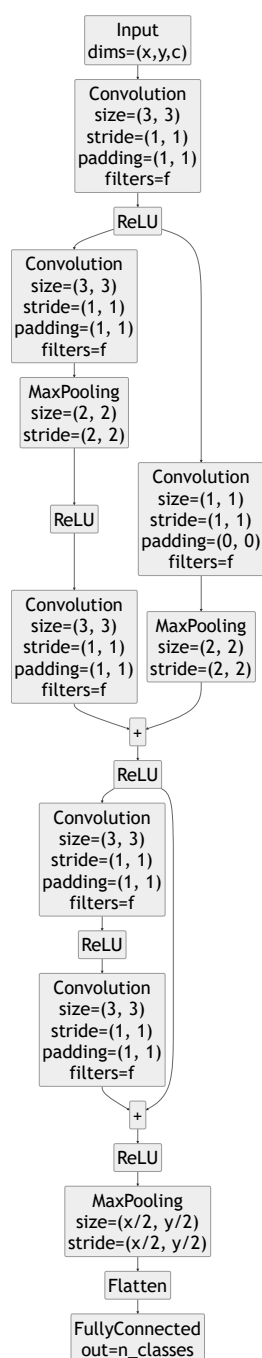 Input
dims=(x,y,c)
Convolution
size=(3, 3)
stride=(1, 1)
padding=(1, 1)
filters=f
ReLU
Convolution
size=(3, 3)
stride=(1, 1)
padding=(1, 1)
filters=f
MaxPooling
size=(2, 2)
stride=(2, 2)
ReLU
Convolution
size=(3, 3)
stride=(1, 1)
padding=(1, 1)
filters=f
Convolution
size=(1, 1)
stride=(1, 1)
padding=(0, 0)
filters=f
MaxPooling
size=(2, 2)
stride=(2, 2)
+
ReLU
Convolution
size=(3, 3)
stride=(1, 1)
padding=(1, 1)
filters=f
ReLU
Convolution
size=(3, 3)
stride=(1, 1)
padding=(1, 1)
filters=f
+
ReLU
MaxPooling
size=(x/2, y/2)
stride=(x/2, y/2)
Flatten
FullyConnected
out=n_classes